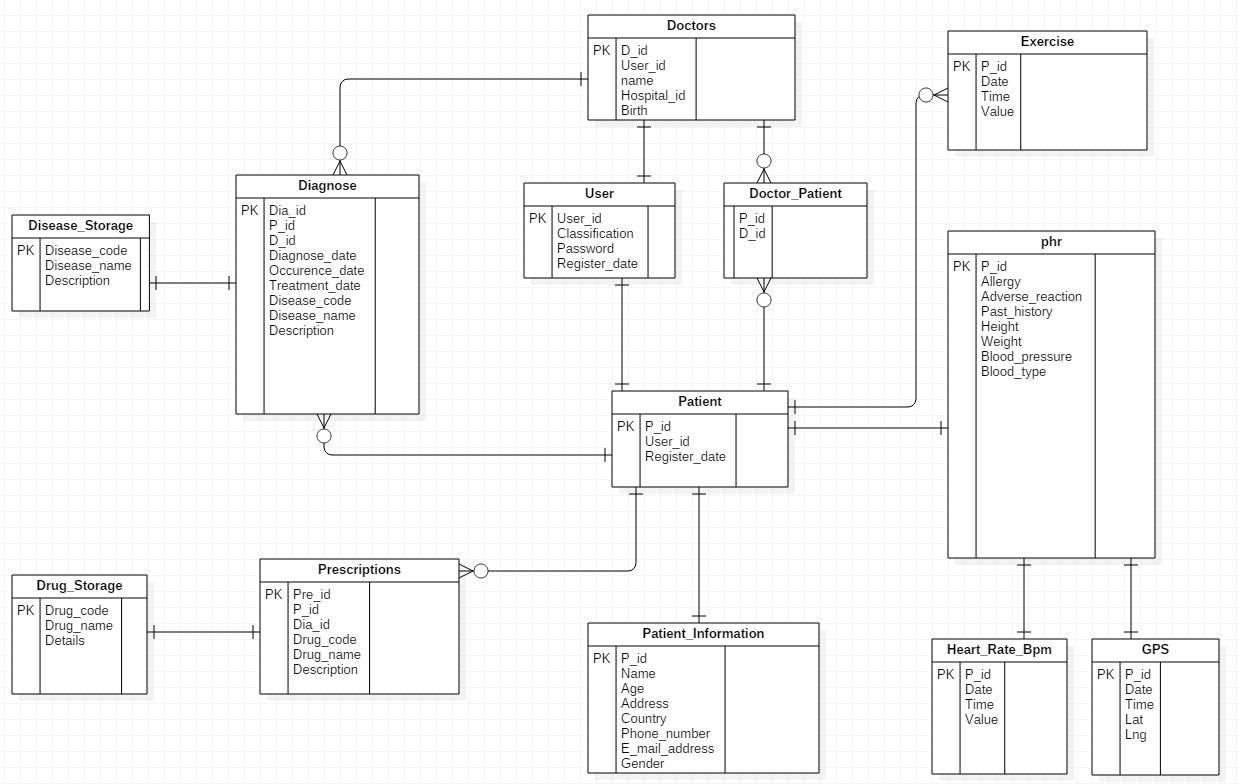 Doctors
PK D_id
User_id
name
Hospital_id
Birth
Exercise
PK P_id
Date
Time
Value
Diagnose
PK Dia_id
P_id
D_id
Diagnose_date
Occurence_date
Treatment_date
Disease_code
Disease_name
Description
User
PK User_id
Classification
Password
Register_date
Doctor_Patient
P_id
D_id
Disease_Storage
PK Disease_code
Disease_name
Description
phr
PK P_id
Allergy
Adverse_reaction
Past_history
Height
Weight
Blood_pressure
Blood_type
Patient
PK P_id
User_id
Register_date
Prescriptions
PK Pre_id
P_id
Dia_id
Drug_code
Drug_name
Description
Drug_Storage
PK Drug_code
Drug_name
Details
Patient_Information
PK P_id
Name
Age
Address
Country
Phone_number
E_mail_address
Gender
Heart_Rate_Bpm
PK P_id
Date
Time
Value
GPS
PK P_id
Date
Time
Lat
Lng